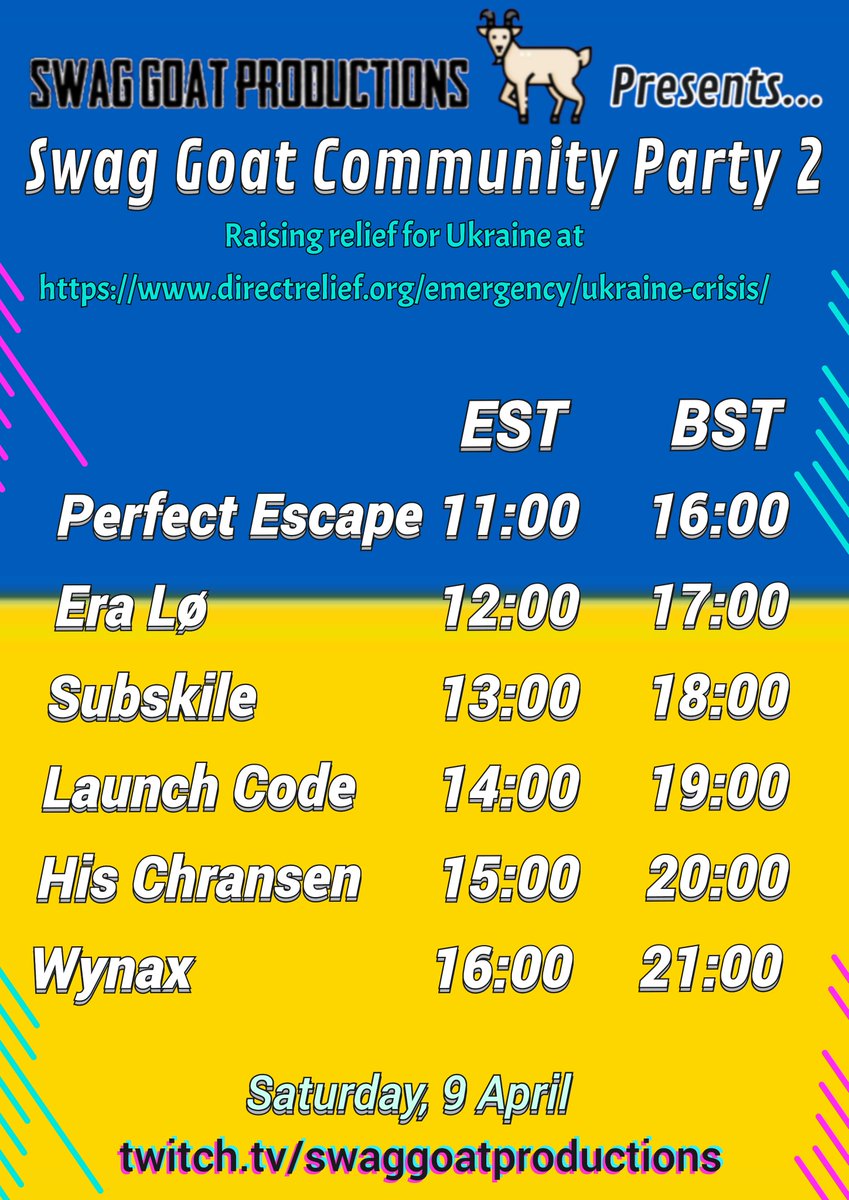 SWAG GOAT PRODUCTIONS Presents...
Swag Goat Community Party 2
Raising relief for Ukraine at
https://www.directrelief.org/emergency/ukraine-crisis/
EST BST
Perfect Escape 11:00 16:00
Era Lø 12:00 17:00
Subskile 13:00 18:00
Launch Code 14:00 19:00
His Chransen 15:00 20:00
Wynax 16:00 21:00
Saturday, 9 April
twitch.tv/swaggoatproductions